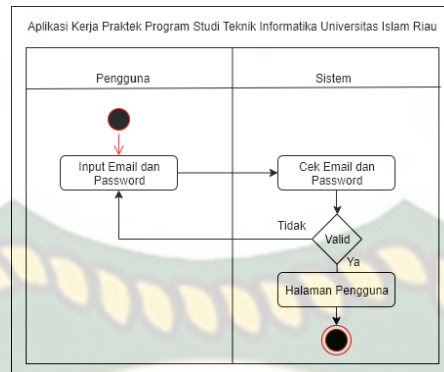 Aplikasi Kerja Praktek Program Studi Teknik Informatika Universitas Islam Riau
Pengguna
Sistem
Input Email dan
Password
Cek Email dan
Password
Tidak
Valid
Ya
Halaman Pengguna